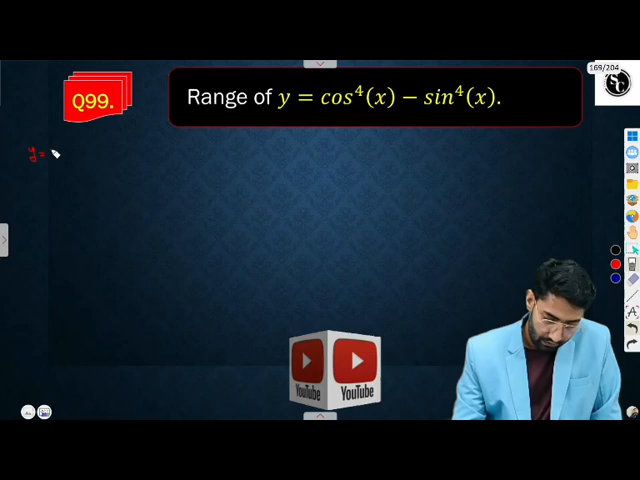 169/204
Q99.
Range of y = cos⁴(x) − sin⁴(x).
y =
YouTube
YouTube